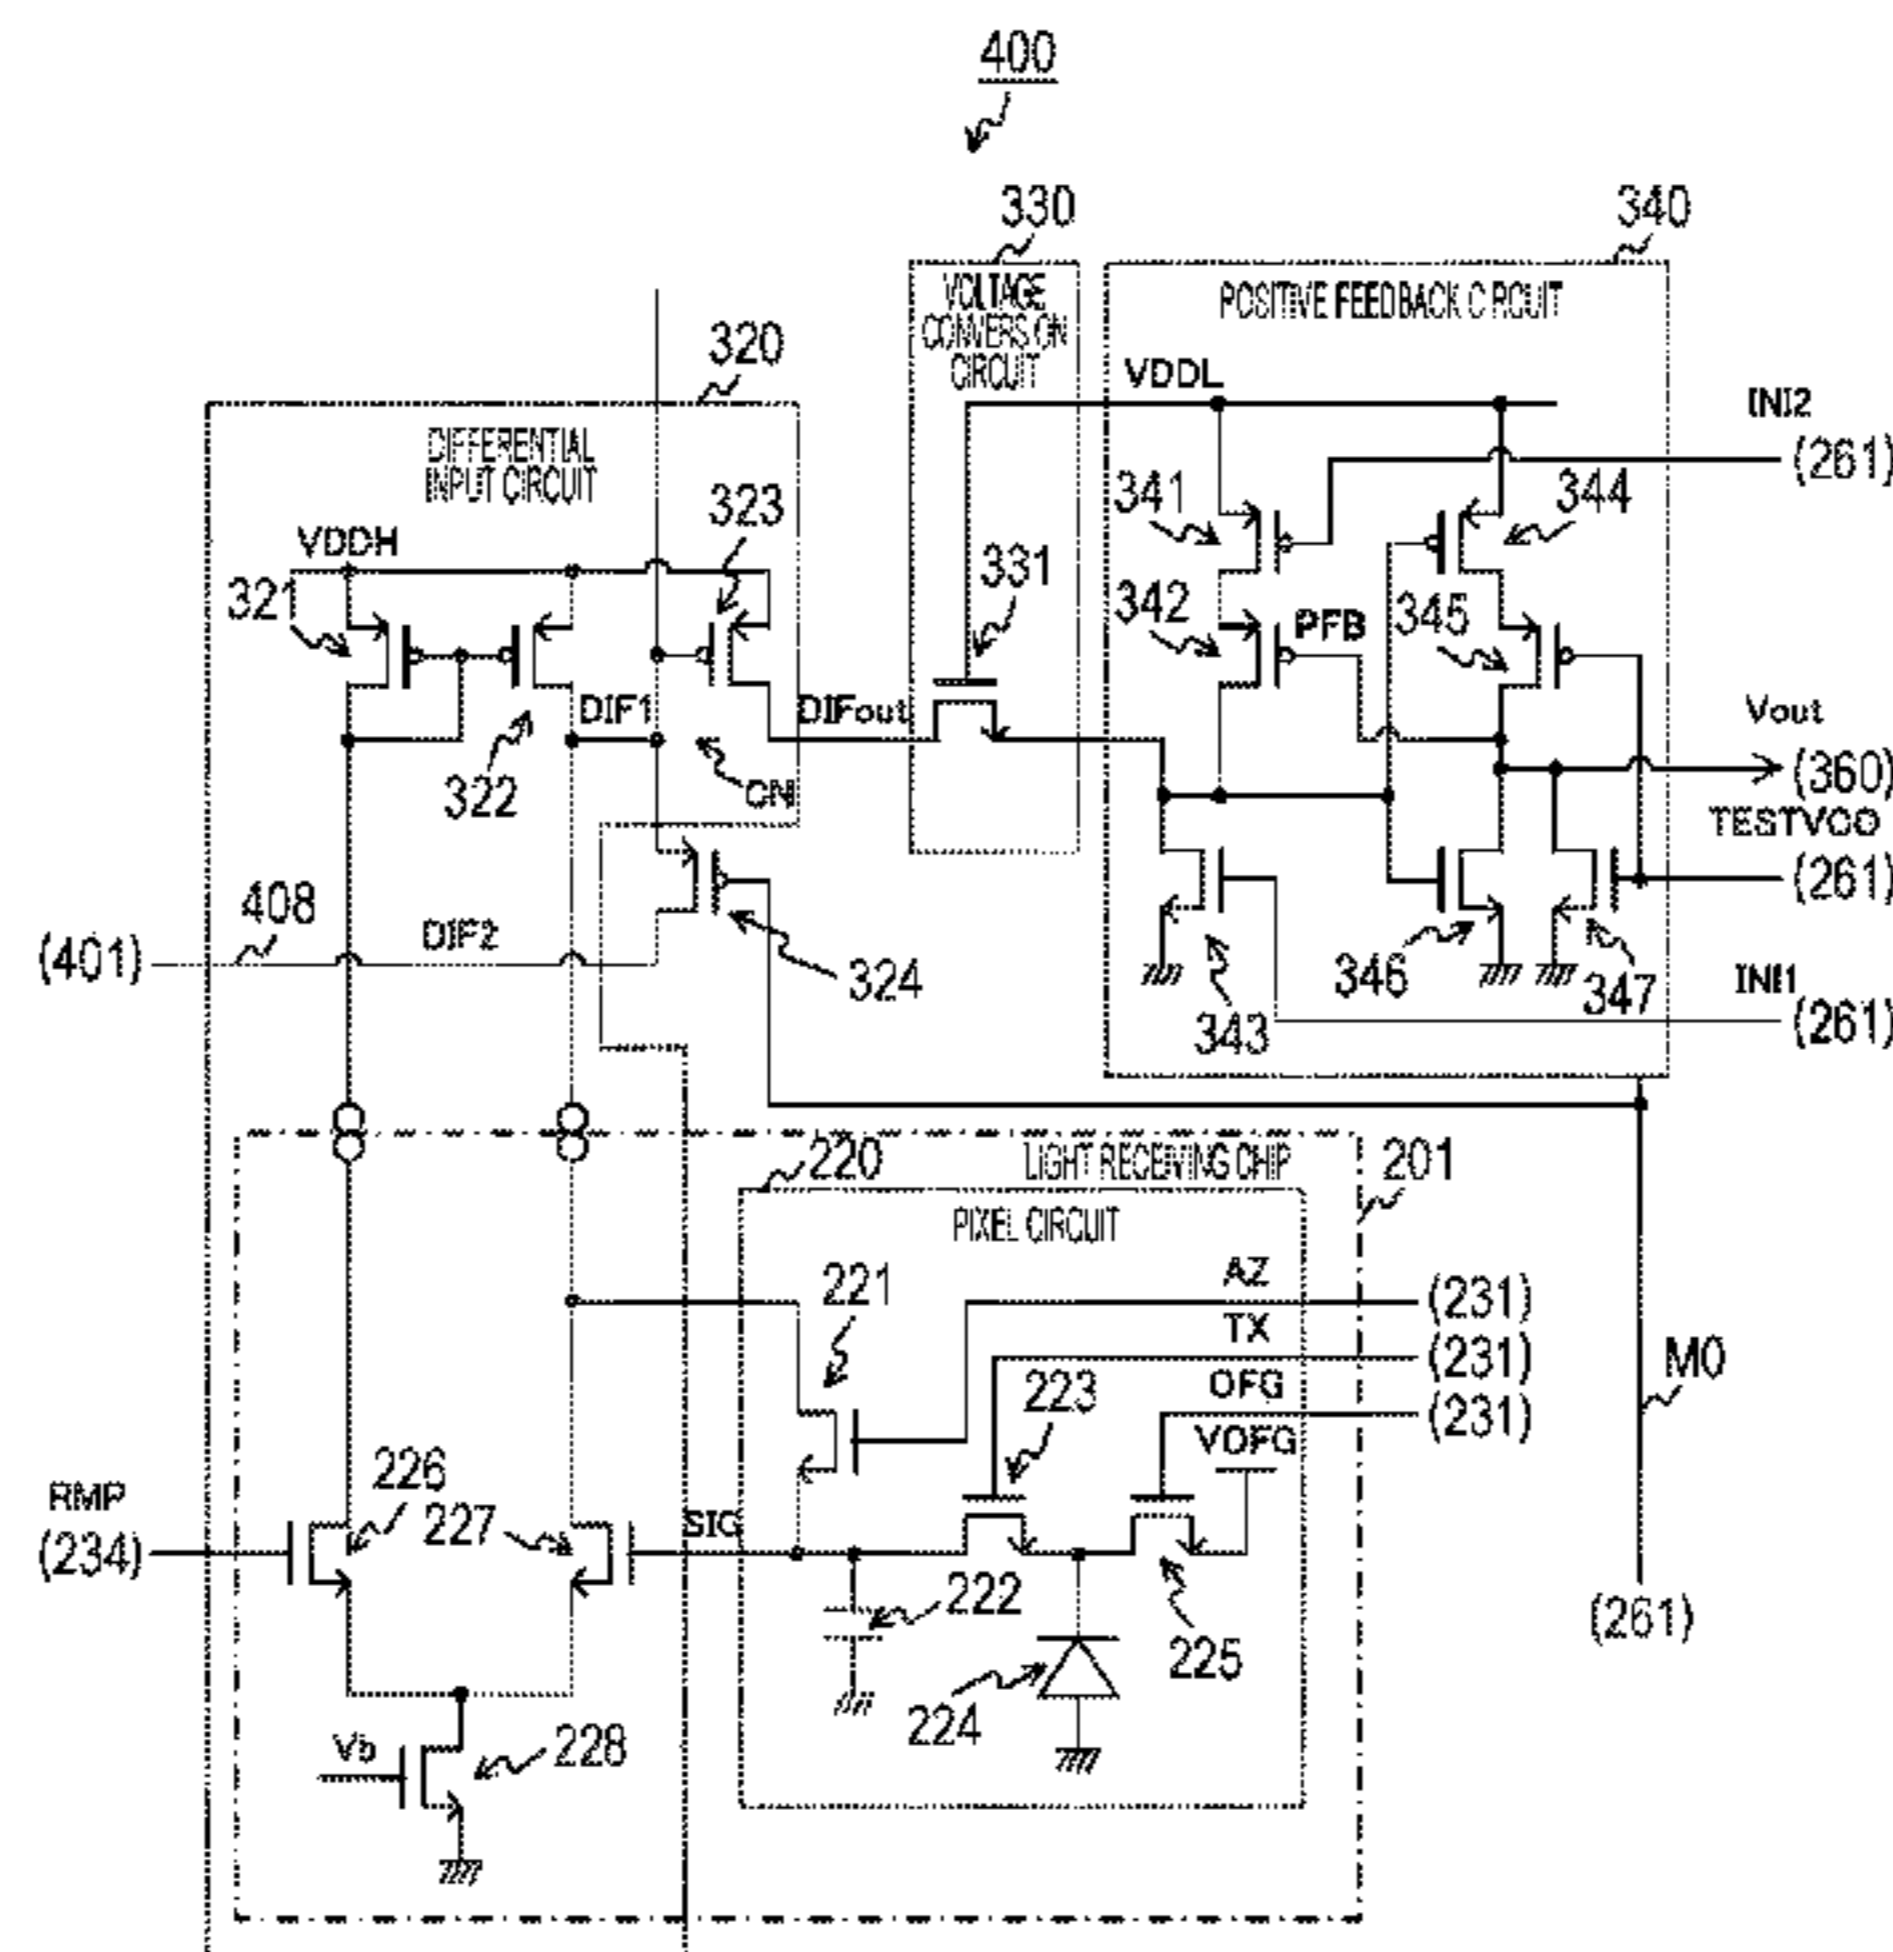 400
330
340
VOLTAGE
CONVERSION
CIRCUIT
POSITIVE FEEDBACK CIRCUIT
320
VDDL
INI2
(261)
DIFFERENTIAL
INPUT CIRCUIT
323
341
344
VDDH
321
331
342
PFB
345
DIF1
DIFout
Vout
(360)
322
CN
TESTVCO
(261)
408
(401)
DIF2
324
346
347
INI1
(261)
343
220
LIGHT RECEIVING CHIP
201
PIXEL CIRCUIT
221
AZ
(231)
TX
(231)
223
OFG
(231)
M0
VOFG
RMP
(234)
226
227
SIG
222
225
(261)
224
Vb
228